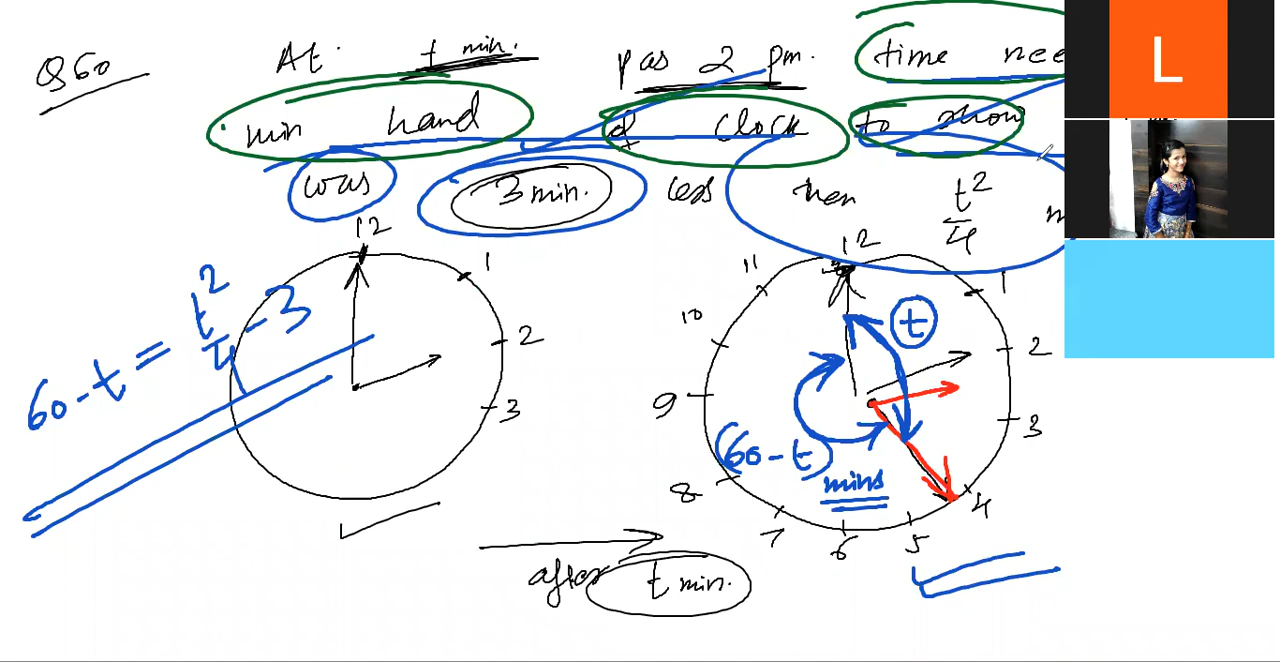 Q60 At t min. pas 2 pm. time nee
min hand of clock to show
was 3 min. less then t²/4 m
60-t = t²/4 - 3
12
1
2
3
12
11
1
10
t
2
9
3
(60-t)
mins
8
4
7
6
5
after t min.
L